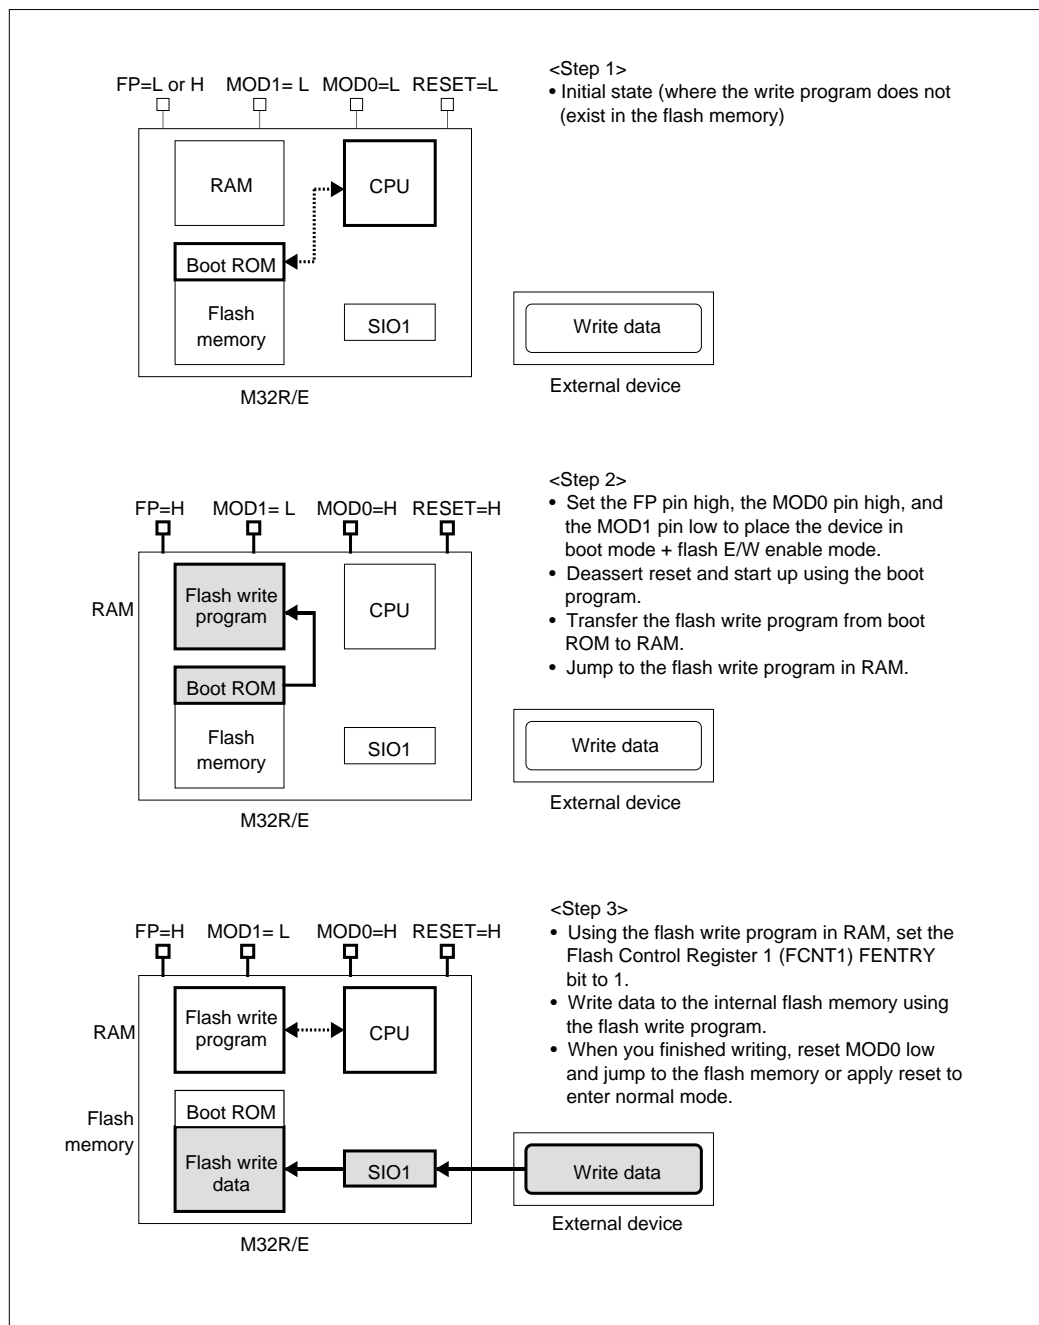 FP=L or H MOD1= L MOD0=L RESET=L
<Step 1>
• Initial state (where the write program does not
(exist in the flash memory)
RAM
CPU
Boot ROM
Flash
memory
SIO1
Write data
External device
M32R/E
FP=H MOD1= L MOD0=H RESET=H
<Step 2>
• Set the FP pin high, the MOD0 pin high, and
the MOD1 pin low to place the device in
boot mode + flash E/W enable mode.
• Deassert reset and start up using the boot
program.
• Transfer the flash write program from boot
ROM to RAM.
• Jump to the flash write program in RAM.
RAM
Flash write
program
CPU
Boot ROM
Flash
memory
SIO1
Write data
External device
M32R/E
FP=H MOD1= L MOD0=H RESET=H
<Step 3>
• Using the flash write program in RAM, set the
Flash Control Register 1 (FCNT1) FENTRY
bit to 1.
• Write data to the internal flash memory using
the flash write program.
• When you finished writing, reset MOD0 low
and jump to the flash memory or apply reset to
enter normal mode.
RAM
Flash write
program
CPU
Flash
memory
Boot ROM
Flash write
data
SIO1
Write data
External device
M32R/E